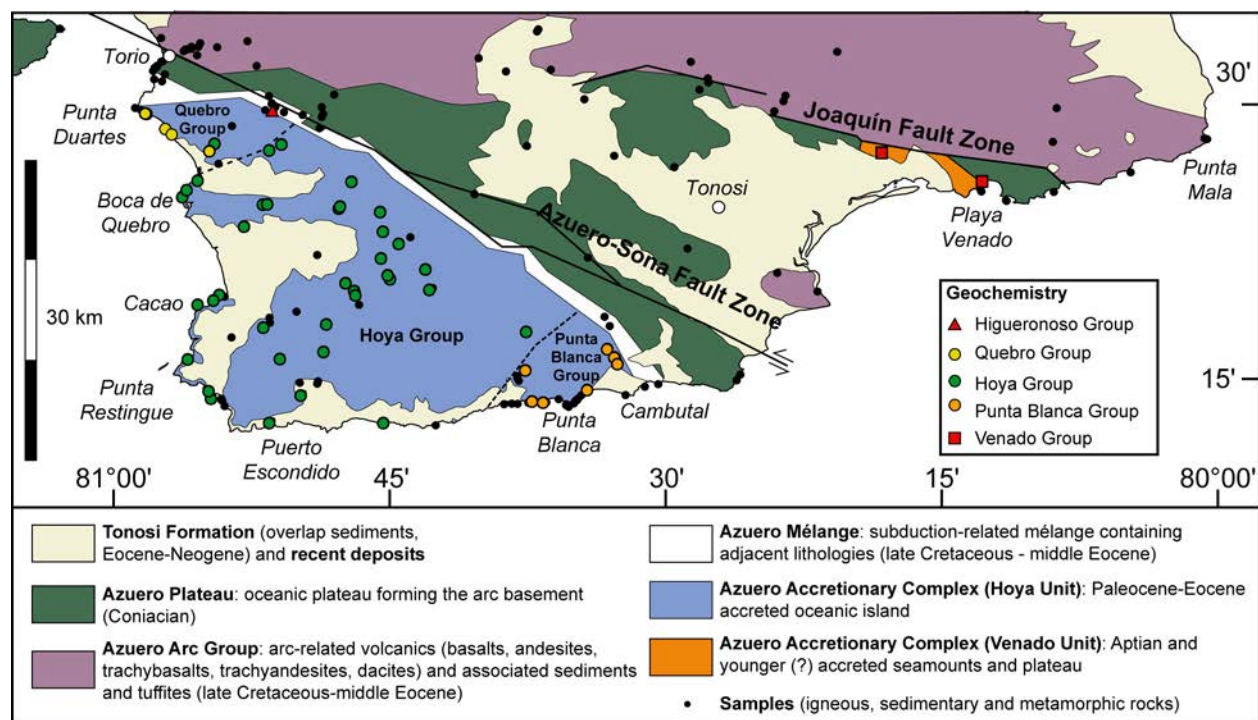 Torio
Punta
Duartes
Quebro
Group
Boca de
Quebro
Cacao
30 km
Punta
Restingue
Hoya Group
Puerto
Escondido
Punta
Blanca
Group
Punta
Blanca
Cambutal
Tonosi
Azuero-Sona Fault Zone
Joaquín Fault Zone
Playa
Venado
Punta
Mala
30'
15'
Geochemistry
Higueronoso Group
Quebro Group
Hoya Group
Punta Blanca Group
Venado Group
81°00'
45'
30'
15'
80°00'
Tonosi Formation (overlap sediments,
Eocene-Neogene) and recent deposits
Azuero Plateau: oceanic plateau forming the arc basement
(Coniacian)
Azuero Arc Group: arc-related volcanics (basalts, andesites,
trachybasalts, trachyandesites, dacites) and associated sediments
and tuffites (late Cretaceous-middle Eocene)
Azuero Mélange: subduction-related mélange containing
adjacent lithologies (late Cretaceous - middle Eocene)
Azuero Accretionary Complex (Hoya Unit): Paleocene-Eocene
accreted oceanic island
Azuero Accretionary Complex (Venado Unit): Aptian and
younger (?) accreted seamounts and plateau
Samples (igneous, sedimentary and metamorphic rocks)